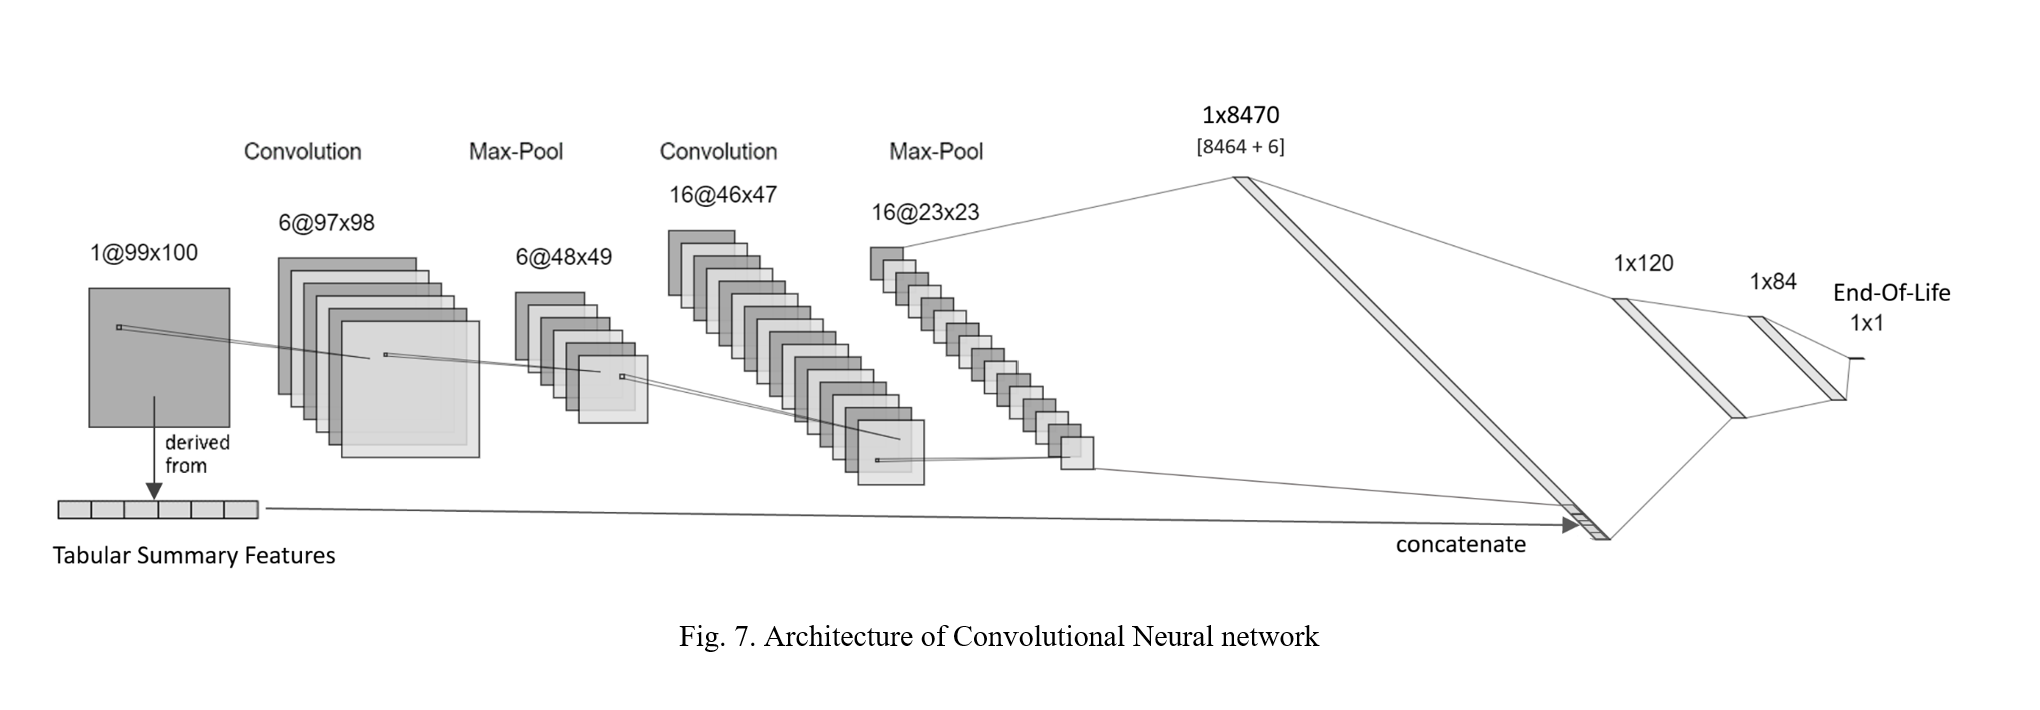 Convolution
Max-Pool
Convolution
Max-Pool
1@99x100
6@97x98
6@48x49
16@46x47
16@23x23
1x8470
[8464 + 6]
1x120
1x84
End-Of-Life
1x1
derived
from
Tabular Summary Features
concatenate
Fig. 7. Architecture of Convolutional Neural network